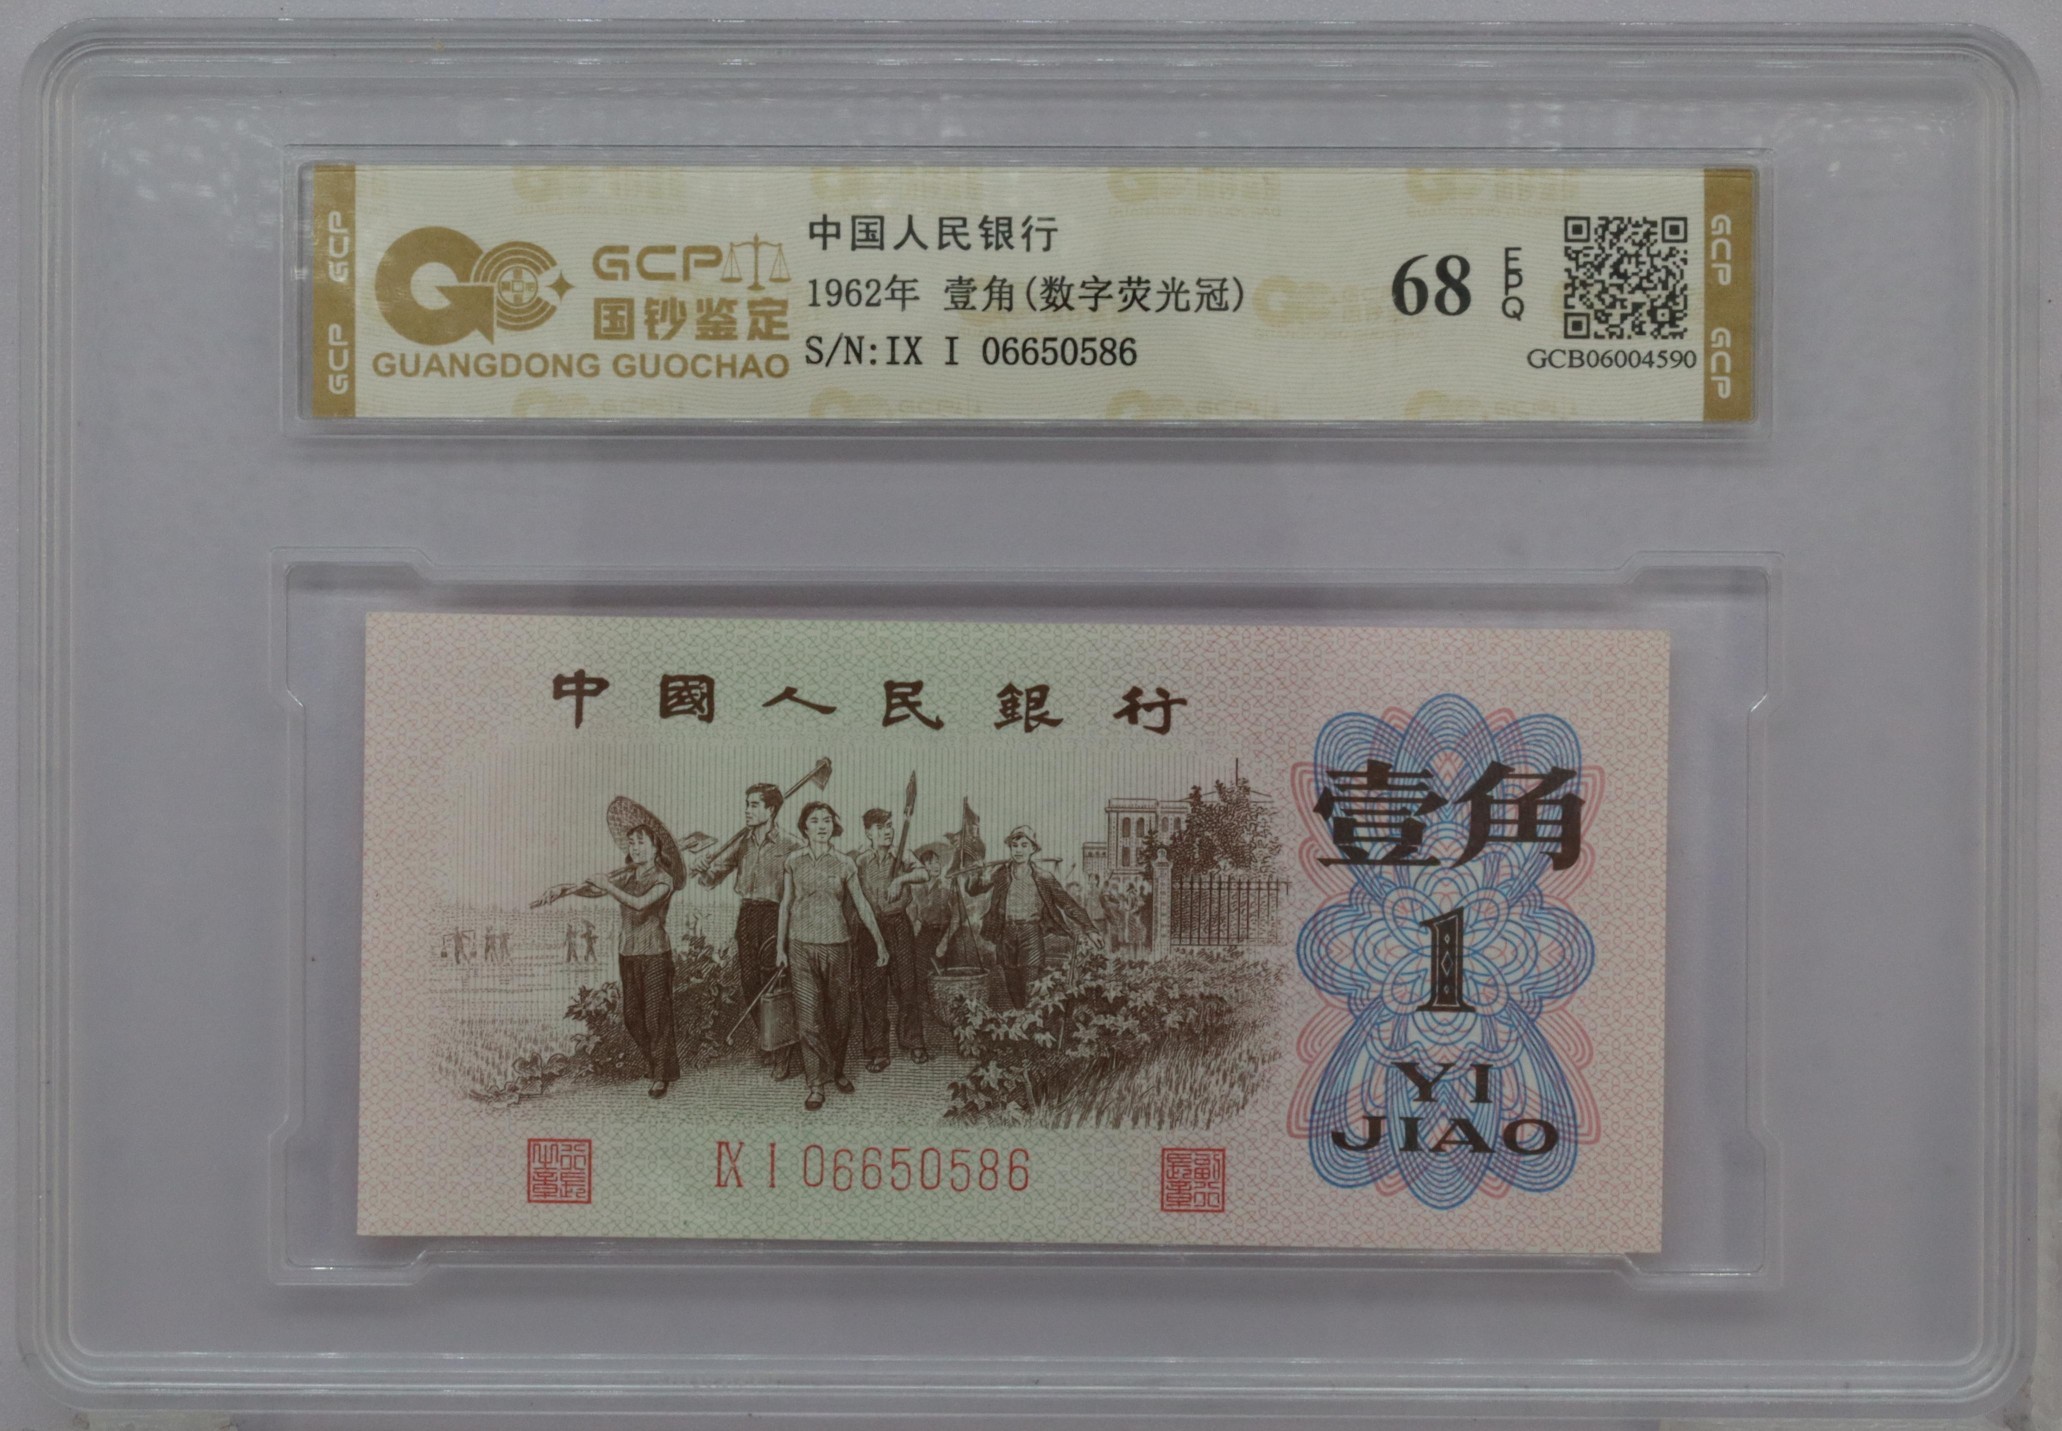 GCP
GCP
GCP
国钞鉴定
GUANGDONG GUOCHAO
中国人民银行
1962年 壹角(数字荧光冠)
S/N:IX I 06650586
68
EPQ
GCB06004590
GCP
GCP
中國人民銀行
壹角
1
YI
JIAO
IX I 06650586